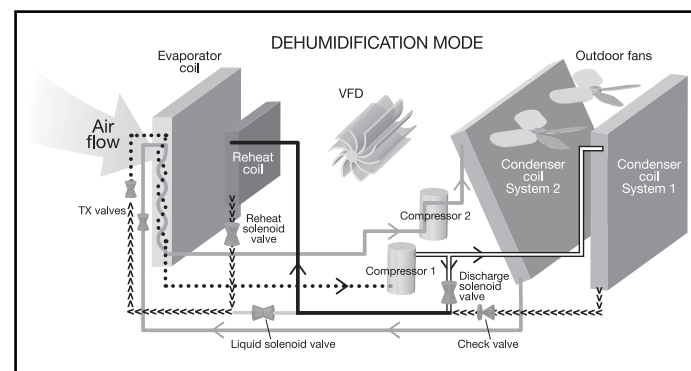 DEHUMIDIFICATION MODE
Evaporator
coil
Outdoor fans
VFD
Air
flow
Reheat
coil
Condenser
coil
System 2
Condenser
coil
System 1
TX valves
Reheat
solenoid
valve
Compressor 2
Compressor 1
Discharge
solenoid
valve
Liquid solenoid valve
Check valve